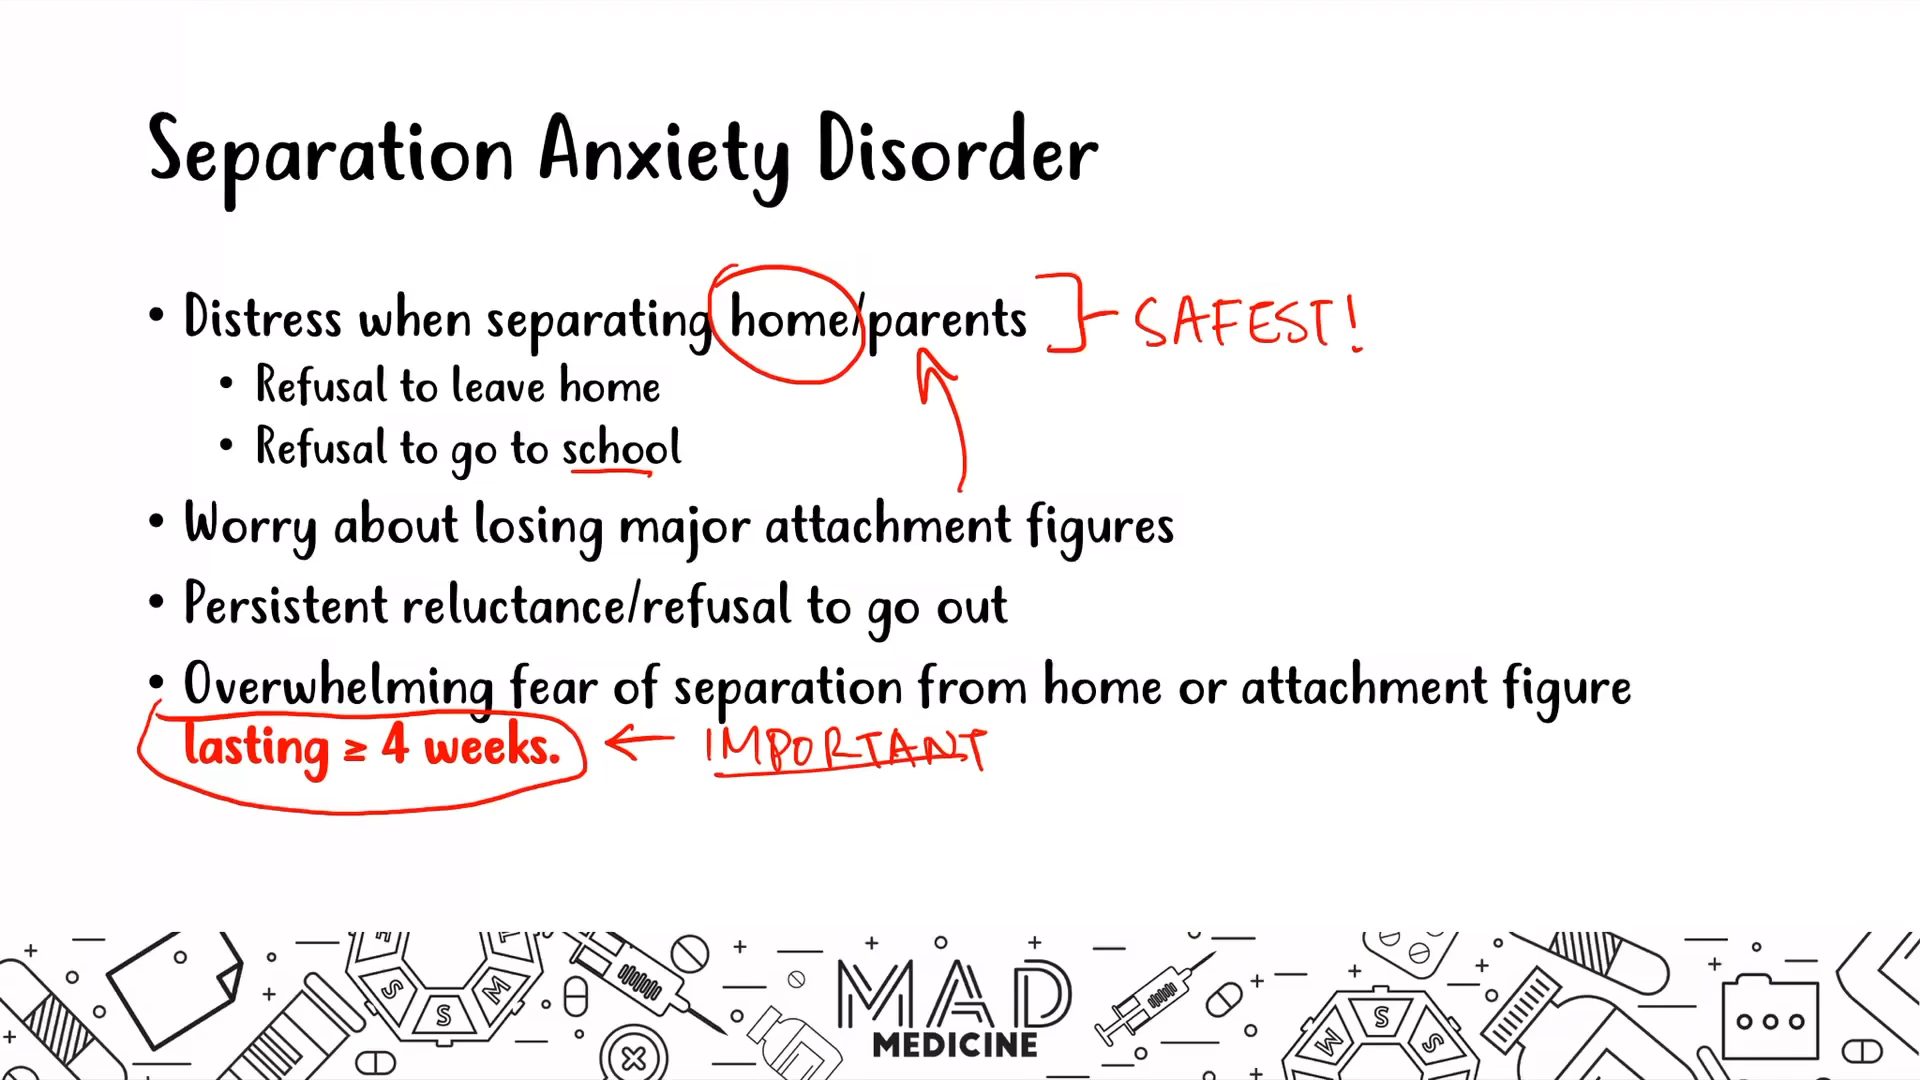 Separation Anxiety Disorder
• Distress when separating home/parents SAFEST!
• Refusal to leave home
• Refusal to go to school
• Worry about losing major attachment figures
• Persistent reluctance/refusal to go out
• Overwhelming fear of separation from home or attachment figure
lasting ≥ 4 weeks. ← IMPORTANT
MAD
MEDICINE